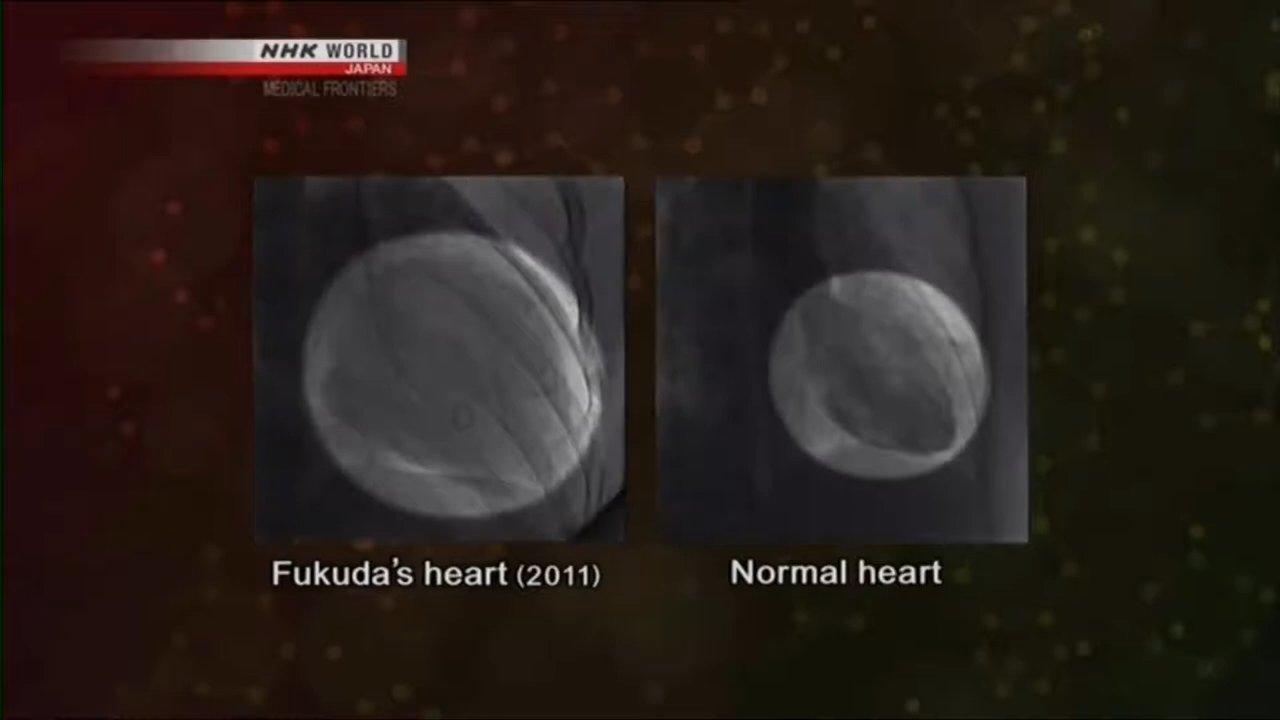 NHK WORLD
JAPAN
MEDICAL FRONTIERS
Fukuda's heart (2011)
Normal heart